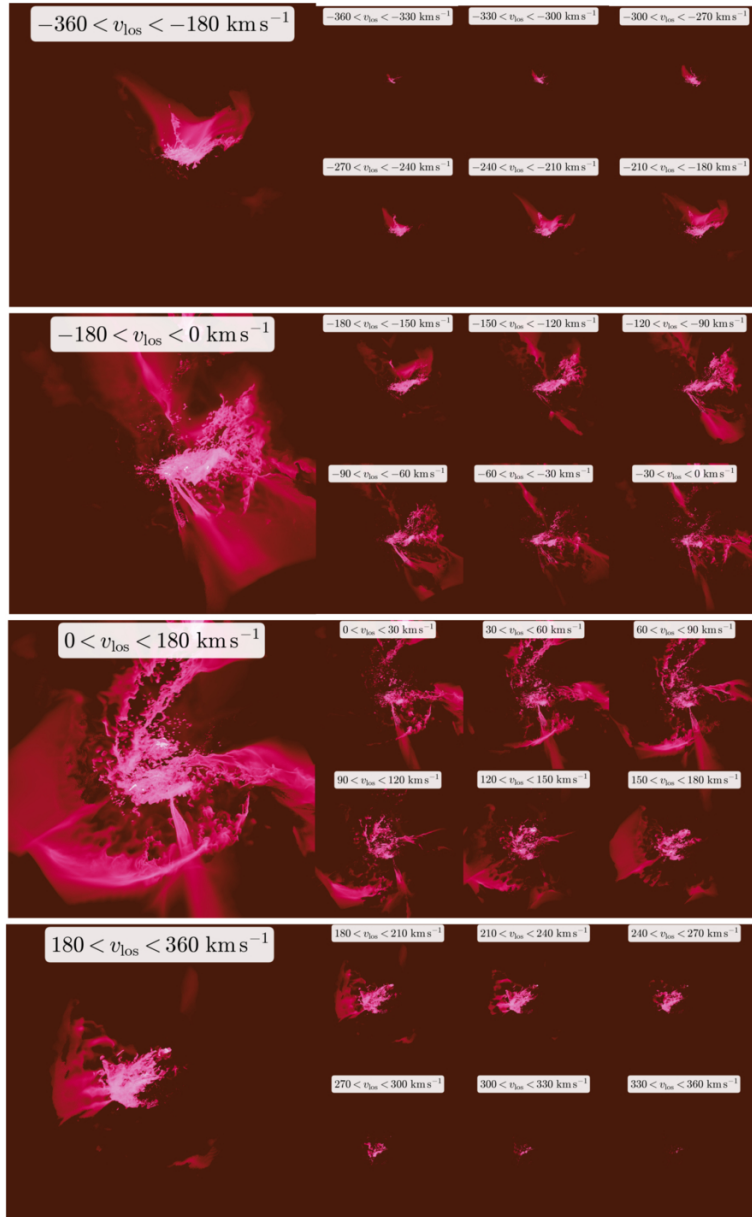 −360 < v_los < −180 km s⁻¹
−360 < v_los < −330 km s⁻¹
−330 < v_los < −300 km s⁻¹
−300 < v_los < −270 km s⁻¹
−270 < v_los < −240 km s⁻¹
−240 < v_los < −210 km s⁻¹
−210 < v_los < −180 km s⁻¹
−180 < v_los < 0 km s⁻¹
−180 < v_los < −150 km s⁻¹
−150 < v_los < −120 km s⁻¹
−120 < v_los < −90 km s⁻¹
−90 < v_los < −60 km s⁻¹
−60 < v_los < −30 km s⁻¹
−30 < v_los < 0 km s⁻¹
0 < v_los < 180 km s⁻¹
0 < v_los < 30 km s⁻¹
30 < v_los < 60 km s⁻¹
60 < v_los < 90 km s⁻¹
90 < v_los < 120 km s⁻¹
120 < v_los < 150 km s⁻¹
150 < v_los < 180 km s⁻¹
180 < v_los < 360 km s⁻¹
180 < v_los < 210 km s⁻¹
210 < v_los < 240 km s⁻¹
240 < v_los < 270 km s⁻¹
270 < v_los < 300 km s⁻¹
300 < v_los < 330 km s⁻¹
330 < v_los < 360 km s⁻¹